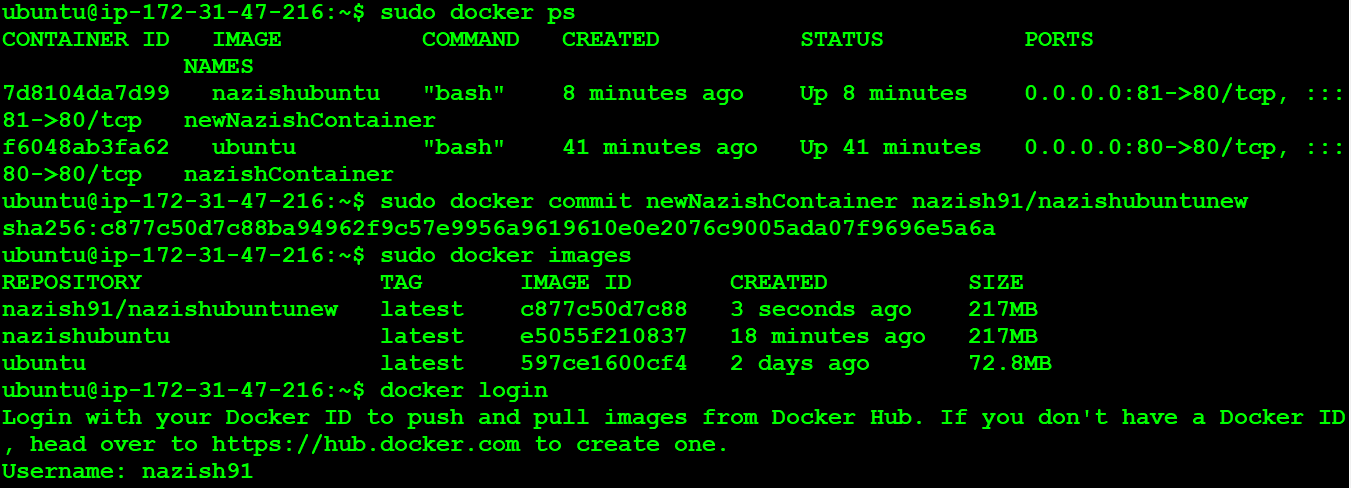 ubuntu@ip-172-31-47-216:~$ sudo docker ps
CONTAINER ID   IMAGE          COMMAND   CREATED          STATUS          PORTS
             NAMES
7d8104da7d99   nazishubuntu   "bash"    8 minutes ago    Up 8 minutes    0.0.0.0:81->80/tcp, :::
81->80/tcp   newNazishContainer
f6048ab3fa62   ubuntu         "bash"    41 minutes ago   Up 41 minutes   0.0.0.0:80->80/tcp, :::
80->80/tcp   nazishContainer
ubuntu@ip-172-31-47-216:~$ sudo docker commit newNazishContainer nazish91/nazishubuntunew
sha256:c877c50d7c88ba94962f9c57e9956a9619610e0e2076c9005ada07f9696e5a6a
ubuntu@ip-172-31-47-216:~$ sudo docker images
REPOSITORY                 TAG       IMAGE ID       CREATED          SIZE
nazish91/nazishubuntunew   latest    c877c50d7c88   3 seconds ago    217MB
nazishubuntu               latest    e5055f210837   18 minutes ago   217MB
ubuntu                     latest    597ce1600cf4   2 days ago       72.8MB
ubuntu@ip-172-31-47-216:~$ docker login
Login with your Docker ID to push and pull images from Docker Hub. If you don't have a Docker ID
, head over to https://hub.docker.com to create one.
Username: nazish91